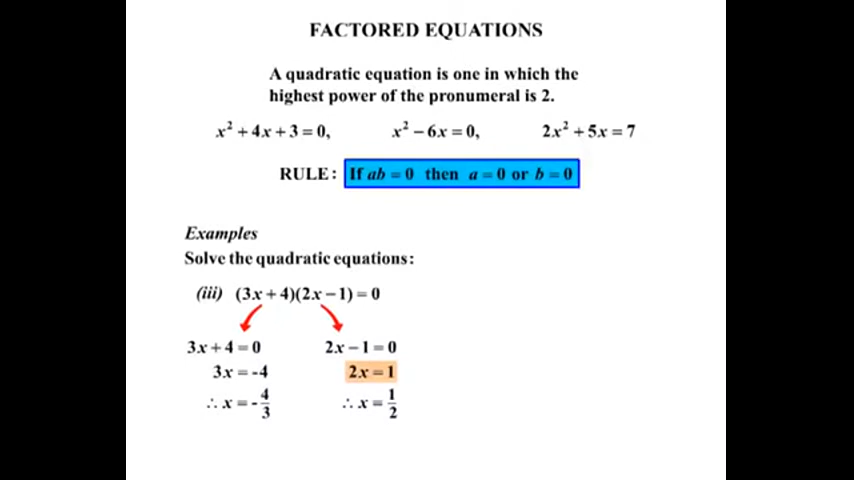 FACTORED EQUATIONS
A quadratic equation is one in which the
highest power of the pronumeral is 2.
x² + 4x + 3 = 0, x² − 6x = 0, 2x² + 5x = 7
RULE: If ab = 0 then a = 0 or b = 0
Examples
Solve the quadratic equations:
(iii) (3x + 4)(2x − 1) = 0
3x + 4 = 0 2x − 1 = 0
3x = -4 2x = 1
∴ x = -4/3 ∴ x = 1/2